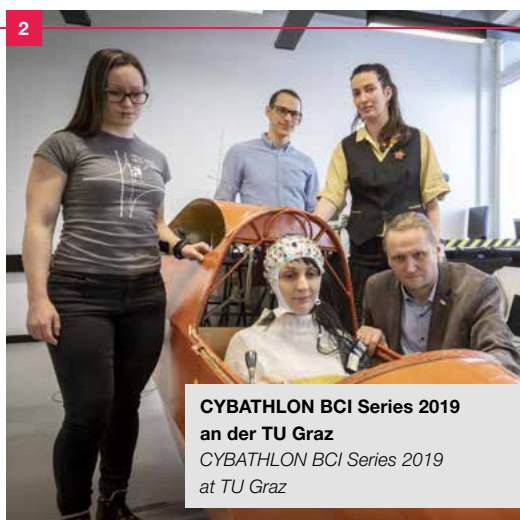 2
CYBATHLON BCI Series 2019
an der TU Graz
CYBATHLON BCI Series 2019
at TU Graz